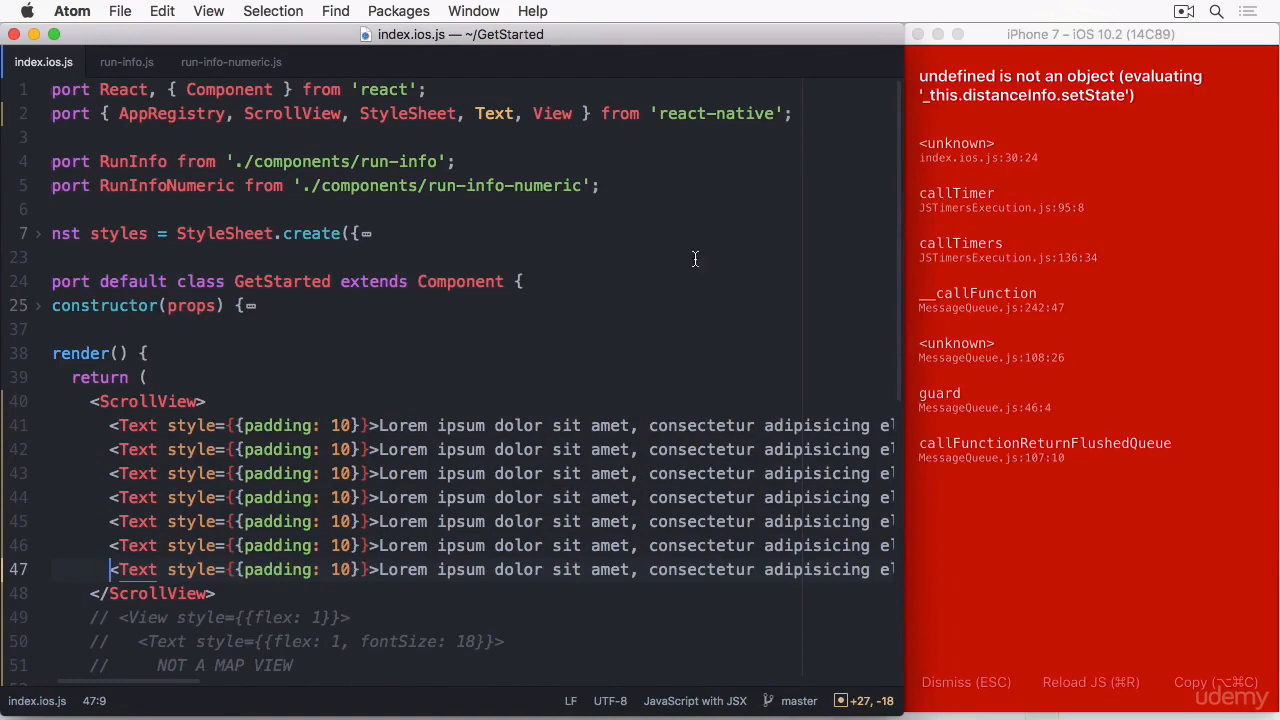 Atom File Edit View Selection Find Packages Window Help
index.ios.js — ~/GetStarted
index.ios.js run-info.js run-info-numeric.js
1 port React, { Component } from 'react';
2 port { AppRegistry, ScrollView, StyleSheet, Text, View } from 'react-native';
3
4 port RunInfo from './components/run-info';
5 port RunInfoNumeric from './components/run-info-numeric';
6
7 nst styles = StyleSheet.create({
23
24 port default class GetStarted extends Component {
25 constructor(props) {
37
38 render() {
39 return (
40 <ScrollView>
41 <Text style={{padding: 10}}>Lorem ipsum dolor sit amet, consectetur adipisicing el
42 <Text style={{padding: 10}}>Lorem ipsum dolor sit amet, consectetur adipisicing el
43 <Text style={{padding: 10}}>Lorem ipsum dolor sit amet, consectetur adipisicing el
44 <Text style={{padding: 10}}>Lorem ipsum dolor sit amet, consectetur adipisicing el
45 <Text style={{padding: 10}}>Lorem ipsum dolor sit amet, consectetur adipisicing el
46 <Text style={{padding: 10}}>Lorem ipsum dolor sit amet, consectetur adipisicing el
47 <Text style={{padding: 10}}>Lorem ipsum dolor sit amet, consectetur adipisicing el
48 </ScrollView>
49 // <View style={{flex: 1}}>
50 // <Text style={{flex: 1, fontSize: 18}}>
51 // NOT A MAP VIEW
index.ios.js 47:9 LF UTF-8 JavaScript with JSX master +27, -18
iPhone 7 – iOS 10.2 (14C89)
undefined is not an object (evaluating
'_this.distanceInfo.setState')
<unknown>
index.ios.js:30:24
callTimer
JSTimersExecution.js:95:8
callTimers
JSTimersExecution.js:136:34
__callFunction
MessageQueue.js:242:47
<unknown>
MessageQueue.js:108:26
guard
MessageQueue.js:46:4
callFunctionReturnFlushedQueue
MessageQueue.js:107:10
Dismiss (ESC) Reload JS (⌘R) Copy (⌥⌘C)
udemy